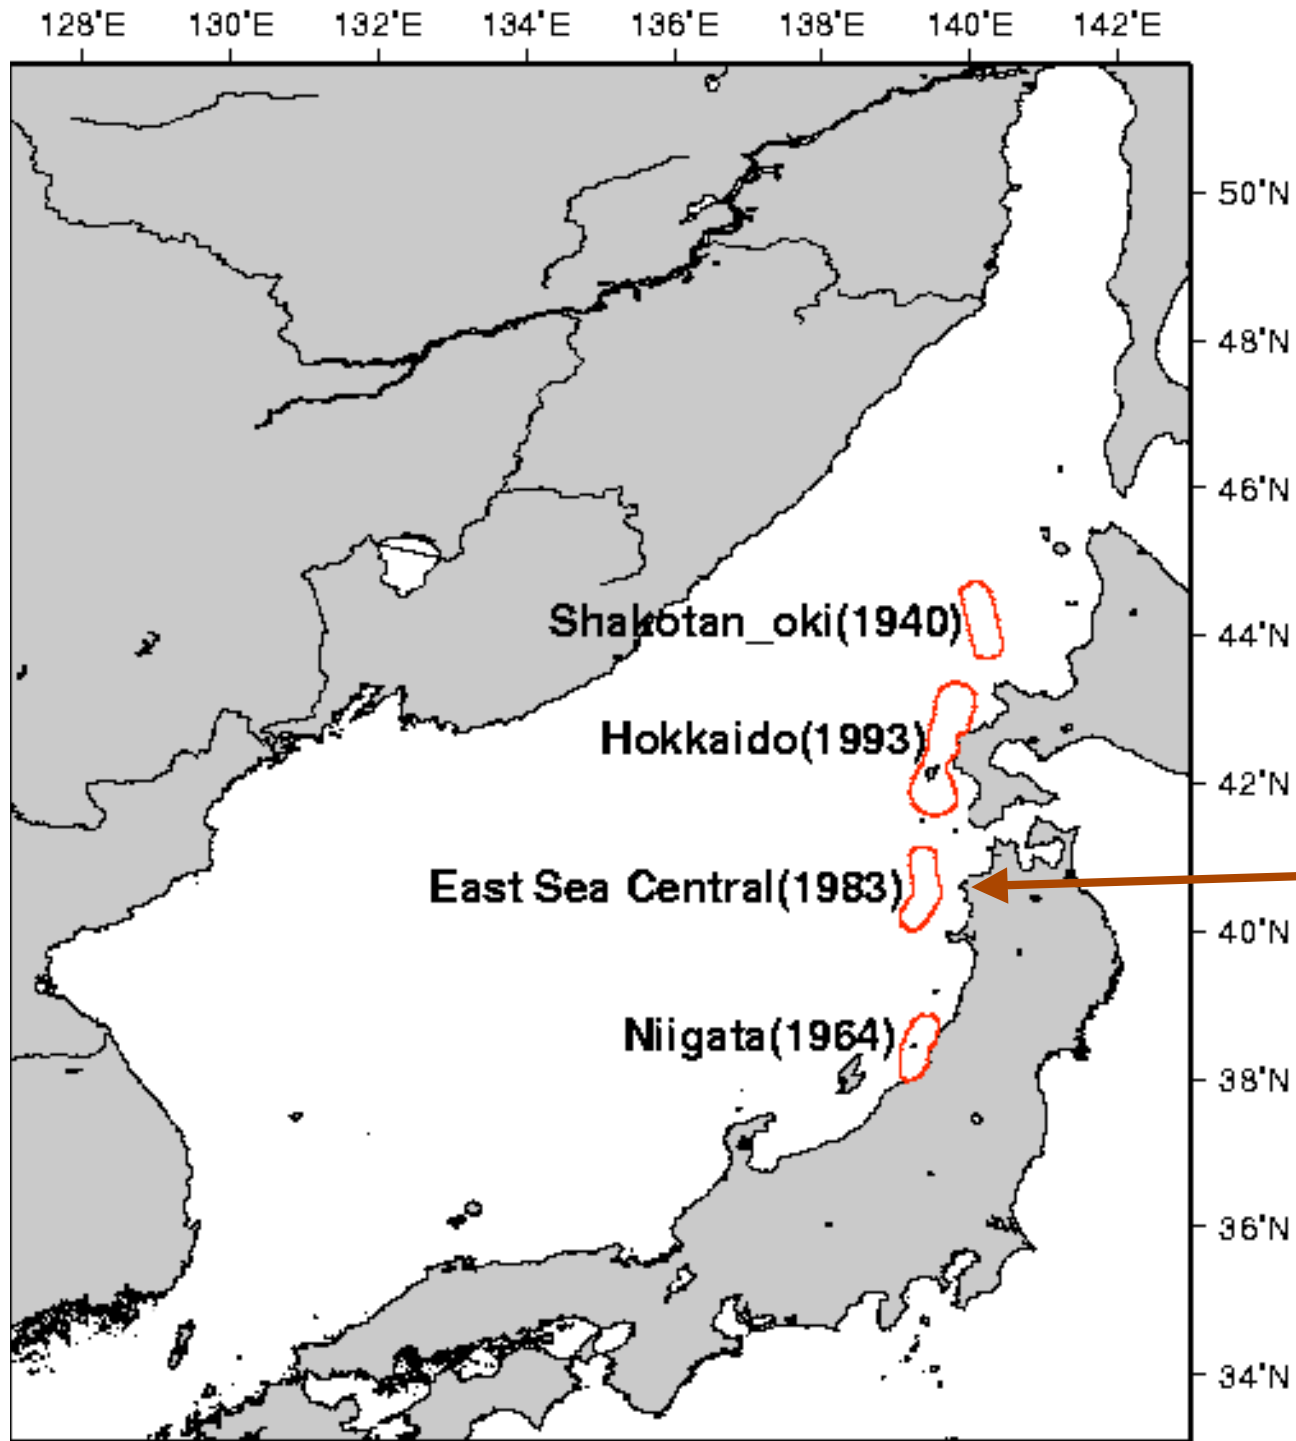 128°E 130°E 132°E 134°E 136°E 138°E 140°E 142°E
50°N
48°N
46°N
44°N
Shakotan_oki(1940)
Hokkaido(1993)
42°N
East Sea Central(1983)
40°N
Niigata(1964)
38°N
36°N
34°N